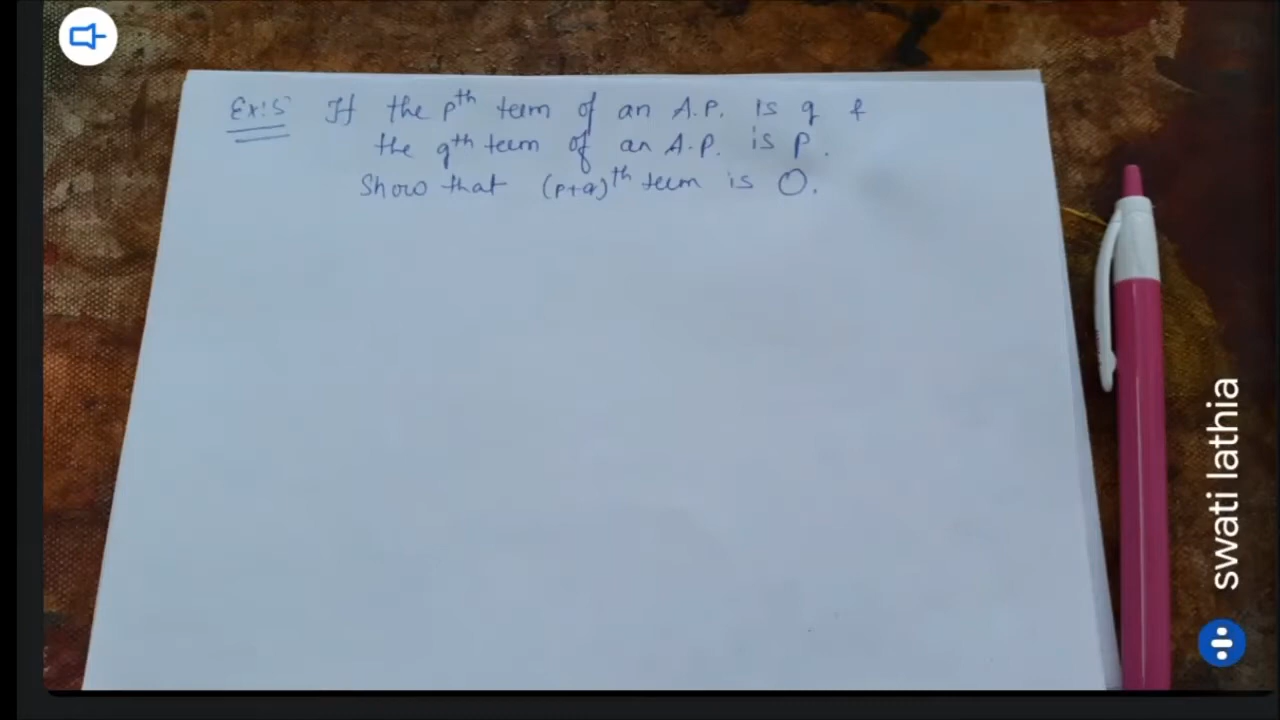 Ex:5 If the pth term of an A.P. is q &
the qth term of an A.P. is p.
Show that (p+q)th term is 0.
swati lathia